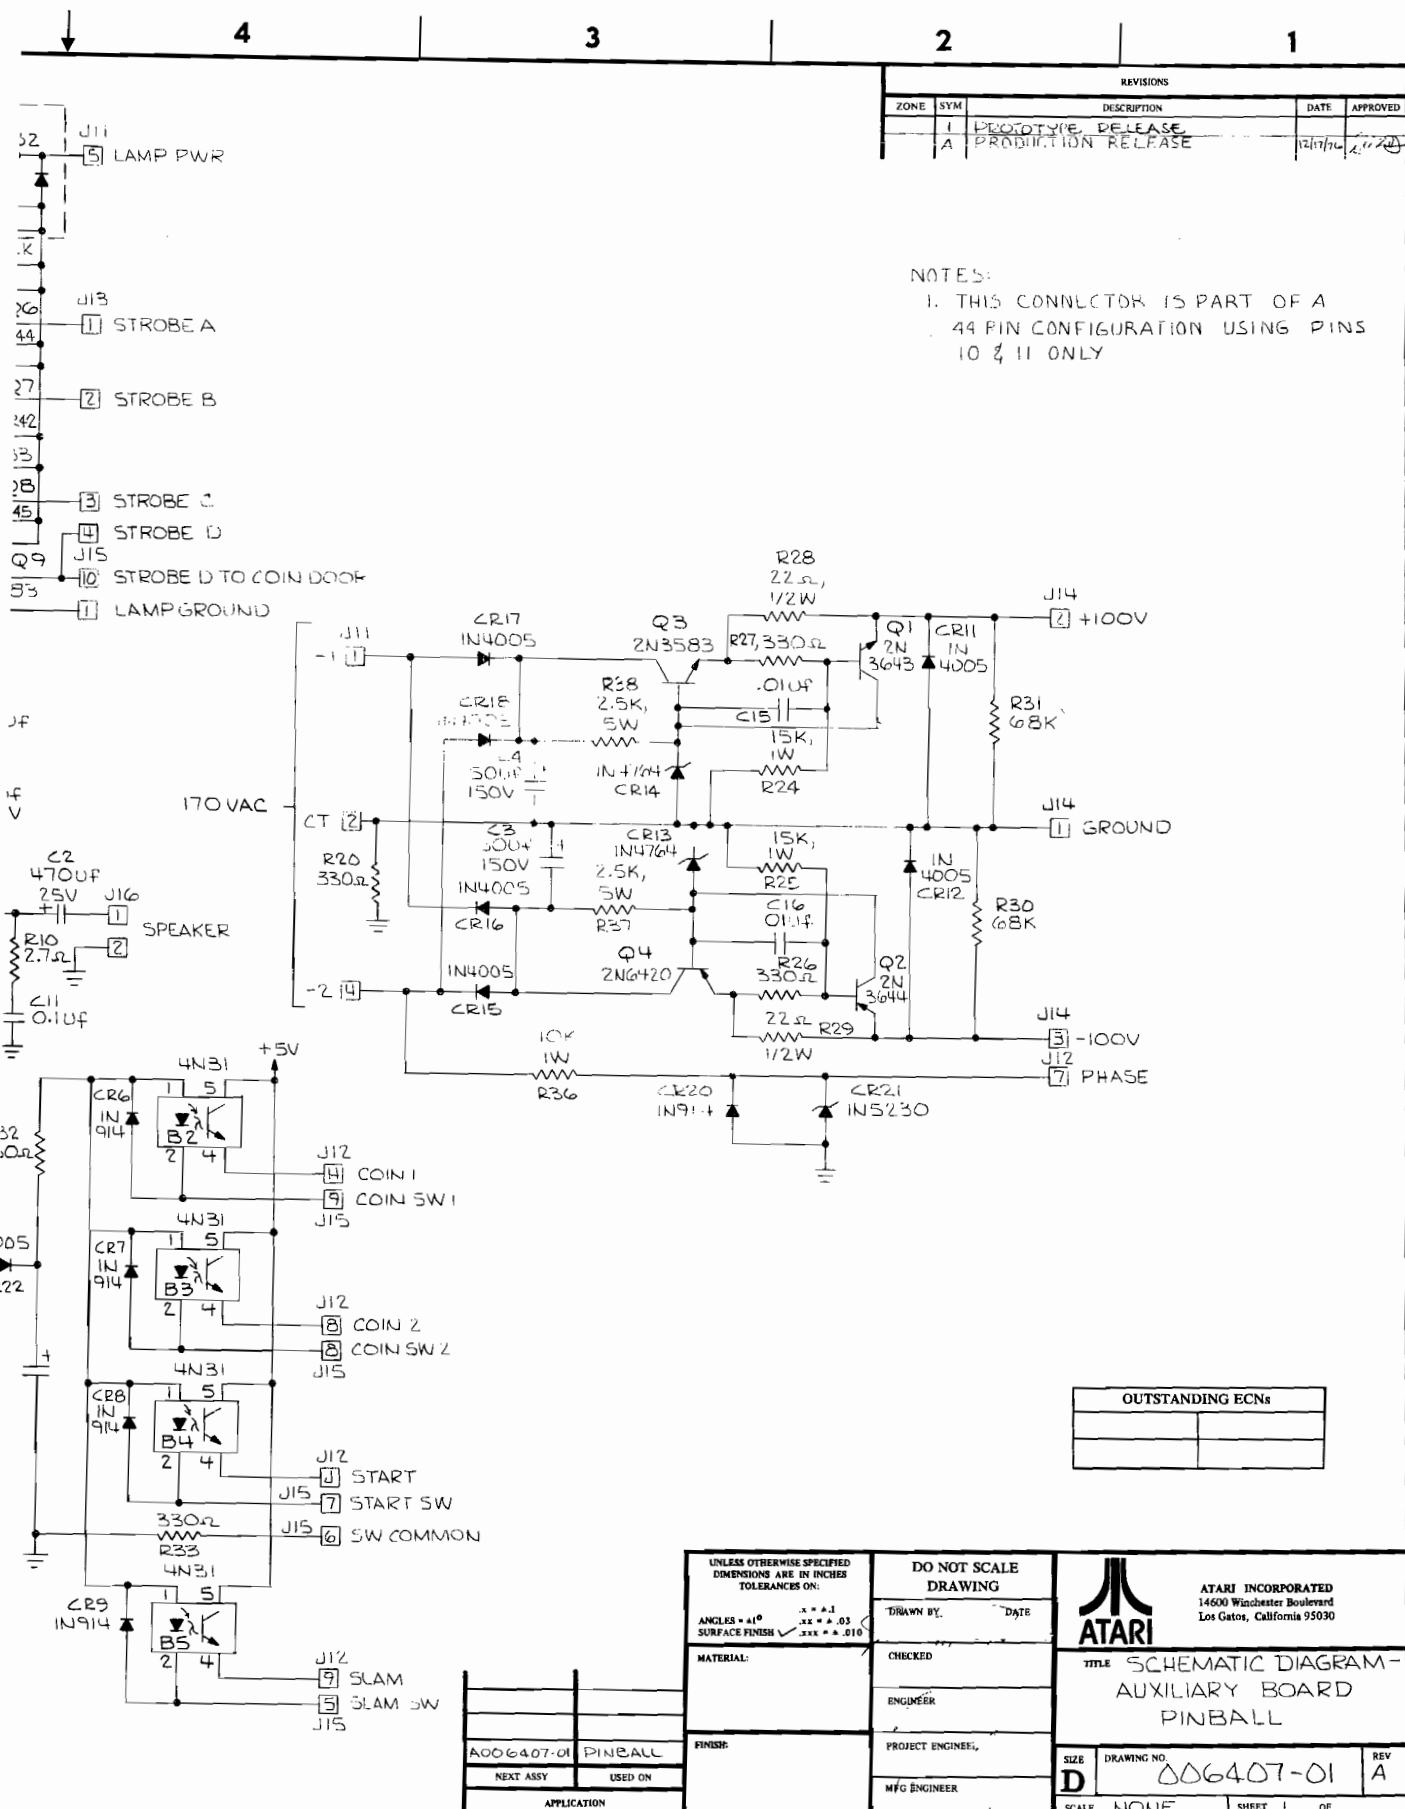 4 3 2 1
REVISIONS
ZONE SYM DESCRIPTION DATE APPROVED
1 PROTOTYPE RELEASE
A PRODUCTION RELEASE 12/17/76
J11
5 LAMP PWR
NOTES:
1. THIS CONNECTOR IS PART OF A
44 PIN CONFIGURATION USING PINS
10 & 11 ONLY
J13
1 STROBE A
2 STROBE B
3 STROBE C
4 STROBE D
Q9
J15
10 STROBE D TO COIN DOOR
1 LAMP GROUND
170 VAC
J11
-1 1
CT 2
-2 4
CR17
1N4005
CR18
Q3
2N3583
R28
22Ω,
1/2W
R27, 330Ω
Q1
2N
3643
CR11
1N
4005
J14
2 +100V
R38
2.5K,
5W
.01uf
C15
15K,
1W
R24
R31
68K
50uf
150V
1N4764
CR14
R20
330Ω
C3
150V
CR13
1N4764
15K,
1W
1N4005
CR16
2.5K,
5W
R37
C16
.01uf
1N
4005
CR12
R30
68K
J14
1 GROUND
1N4005
CR15
Q4
2N6420
R26
330Ω
Q2
2N
3644
22Ω R29
1/2W
J14
3 -100V
J12
7 PHASE
10K
1W
R36
CR20
1N914
CR21
1N5230
C2
470uf
25V
J16
1
2
SPEAKER
R10
2.7Ω
C11
0.1uf
+5V
4N31
CR6
1N
914
1 5
B2
2 4
J12
H COIN 1
9 COIN SW 1
J15
4N31
CR7
1N
914
1 5
B3
2 4
J12
8 COIN 2
8 COIN SW 2
J15
4N31
CR8
1N
914
1 5
B4
2 4
J12
J START
J15 7 START SW
330Ω
R33
J15 6 SW COMMON
4N31
CR9
1N914
1 5
B5
2 4
J12
9 SLAM
5 SLAM SW
J15
OUTSTANDING ECNs
UNLESS OTHERWISE SPECIFIED
DIMENSIONS ARE IN INCHES
TOLERANCES ON:
.x = ± .1
ANGLES = ±1° .xx = ± .03
SURFACE FINISH ✓ .xxx = ± .010
MATERIAL:
FINISH:
DO NOT SCALE
DRAWING
DRAWN BY. DATE
CHECKED
ENGINEER
PROJECT ENGINEER,
MFG ENGINEER
ATARI
ATARI INCORPORATED
14600 Winchester Boulevard
Los Gatos, California 95030
TITLE SCHEMATIC DIAGRAM-
AUXILIARY BOARD
PINBALL
SIZE DRAWING NO. REV
D 006407-01 A
SCALE NONE SHEET 1 OF
A006407-01 PINBALL
NEXT ASSY USED ON
APPLICATION